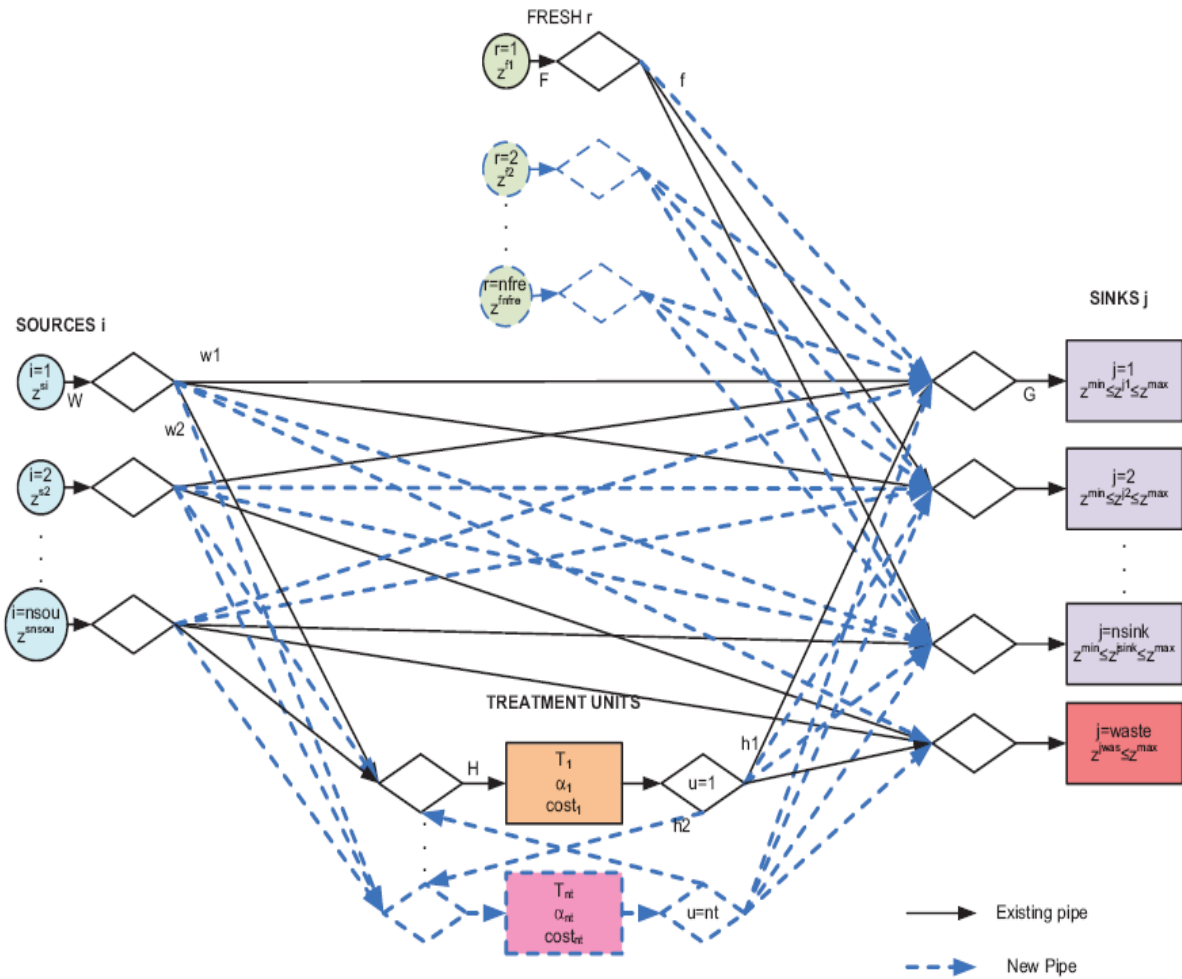 FRESH r
r=1
z^f1
F
f
r=2
z^f2
.
.
.
r=nfre
z^fnfre
SOURCES i
SINKS j
i=1
z^si
W
w1
w2
j=1
z^min≤z^j1≤z^max
G
i=2
z^s2
j=2
z^min≤z^j2≤z^max
.
.
.
.
.
.
i=nsou
z^snsou
j=nsink
z^min≤z^jsink≤z^max
TREATMENT UNITS
j=waste
z^jwas≤z^max
H
T₁
α₁
cost₁
u=1
h1
h2
.
.
.
Tnt
αnt
costnt
u=nt
Existing pipe
New Pipe